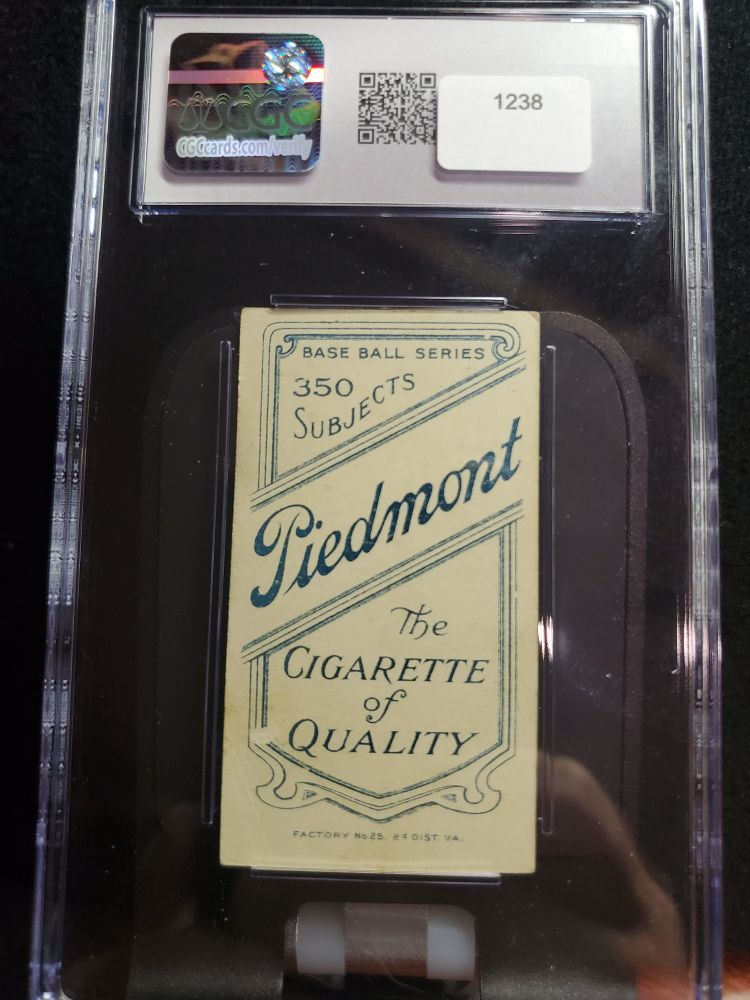 CGC
CGCcards.com/verify
1238
BASE BALL SERIES
350
SUBJECTS
Piedmont
The
CIGARETTE
of
QUALITY
FACTORY No 25. 2d DIST. VA.